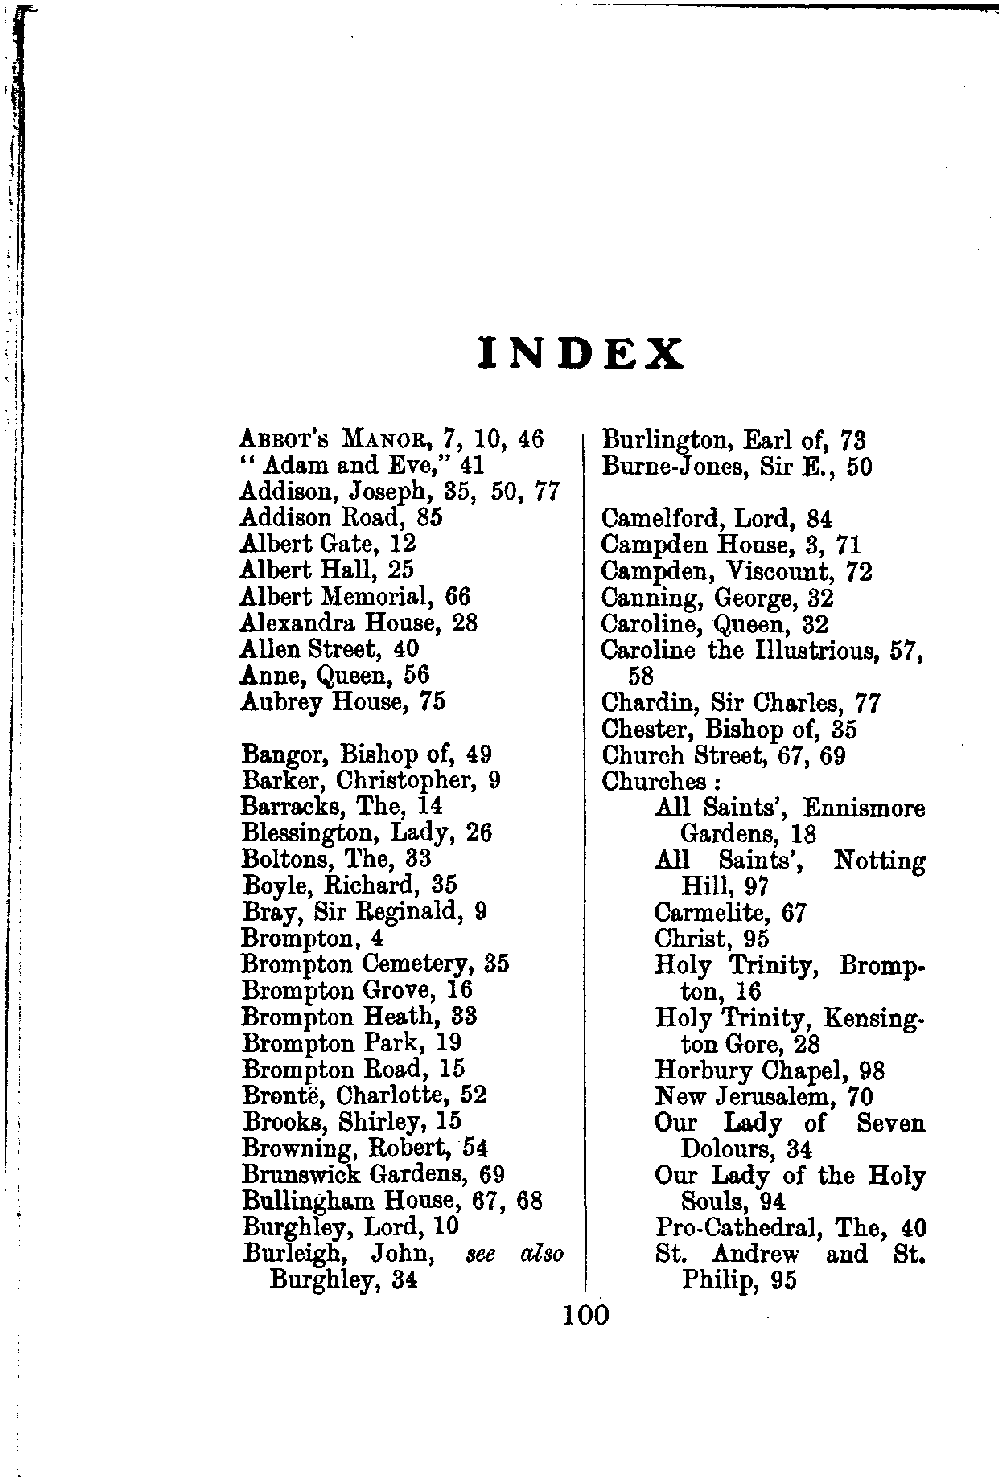 INDEX
ABBOT'S MANOR, 7, 10, 46
" Adam and Eve," 41
Addison, Joseph, 35, 50, 77
Addison Road, 85
Albert Gate, 12
Albert Hall, 25
Albert Memorial, 66
Alexandra House, 28
Allen Street, 40
Anne, Queen, 56
Aubrey House, 75
Bangor, Bishop of, 49
Barker, Christopher, 9
Barracks, The, 14
Blessington, Lady, 26
Boltons, The, 33
Boyle, Richard, 35
Bray, Sir Reginald, 9
Brompton, 4
Brompton Cemetery, 35
Brompton Grove, 16
Brompton Heath, 33
Brompton Park, 19
Brompton Road, 15
Brontë, Charlotte, 52
Brooks, Shirley, 15
Browning, Robert, 54
Brunswick Gardens, 69
Bullingham House, 67, 68
Burghley, Lord, 10
Burleigh, John, see also
Burghley, 34
Burlington, Earl of, 73
Burne-Jones, Sir E., 50
Camelford, Lord, 84
Campden House, 3, 71
Campden, Viscount, 72
Canning, George, 32
Caroline, Queen, 32
Caroline the Illustrious, 57,
58
Chardin, Sir Charles, 77
Chester, Bishop of, 35
Church Street, 67, 69
Churches :
All Saints', Ennismore
Gardens, 18
All Saints', Notting
Hill, 97
Carmelite, 67
Christ, 95
Holy Trinity, Bromp-
ton, 16
Holy Trinity, Kensing-
ton Gore, 28
Horbury Chapel, 98
New Jerusalem, 70
Our Lady of Seven
Dolours, 34
Our Lady of the Holy
Souls, 94
Pro-Cathedral, The, 40
St. Andrew and St.
Philip, 95
100